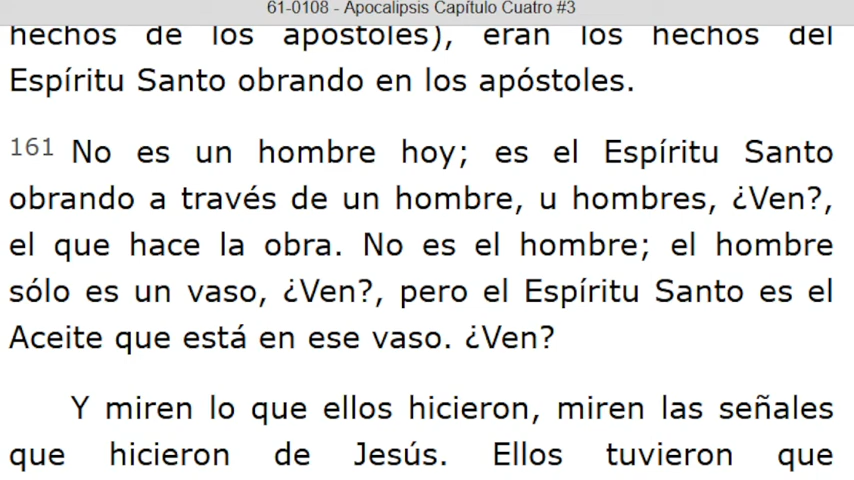 61-0108 - Apocalipsis Capítulo Cuatro #3
hechos de los apóstoles), eran los hechos del
Espíritu Santo obrando en los apóstoles.
161 No es un hombre hoy; es el Espíritu Santo
obrando a través de un hombre, u hombres, ¿Ven?,
el que hace la obra. No es el hombre; el hombre
sólo es un vaso, ¿Ven?, pero el Espíritu Santo es el
Aceite que está en ese vaso. ¿Ven?
Y miren lo que ellos hicieron, miren las señales
que hicieron de Jesús. Ellos tuvieron que